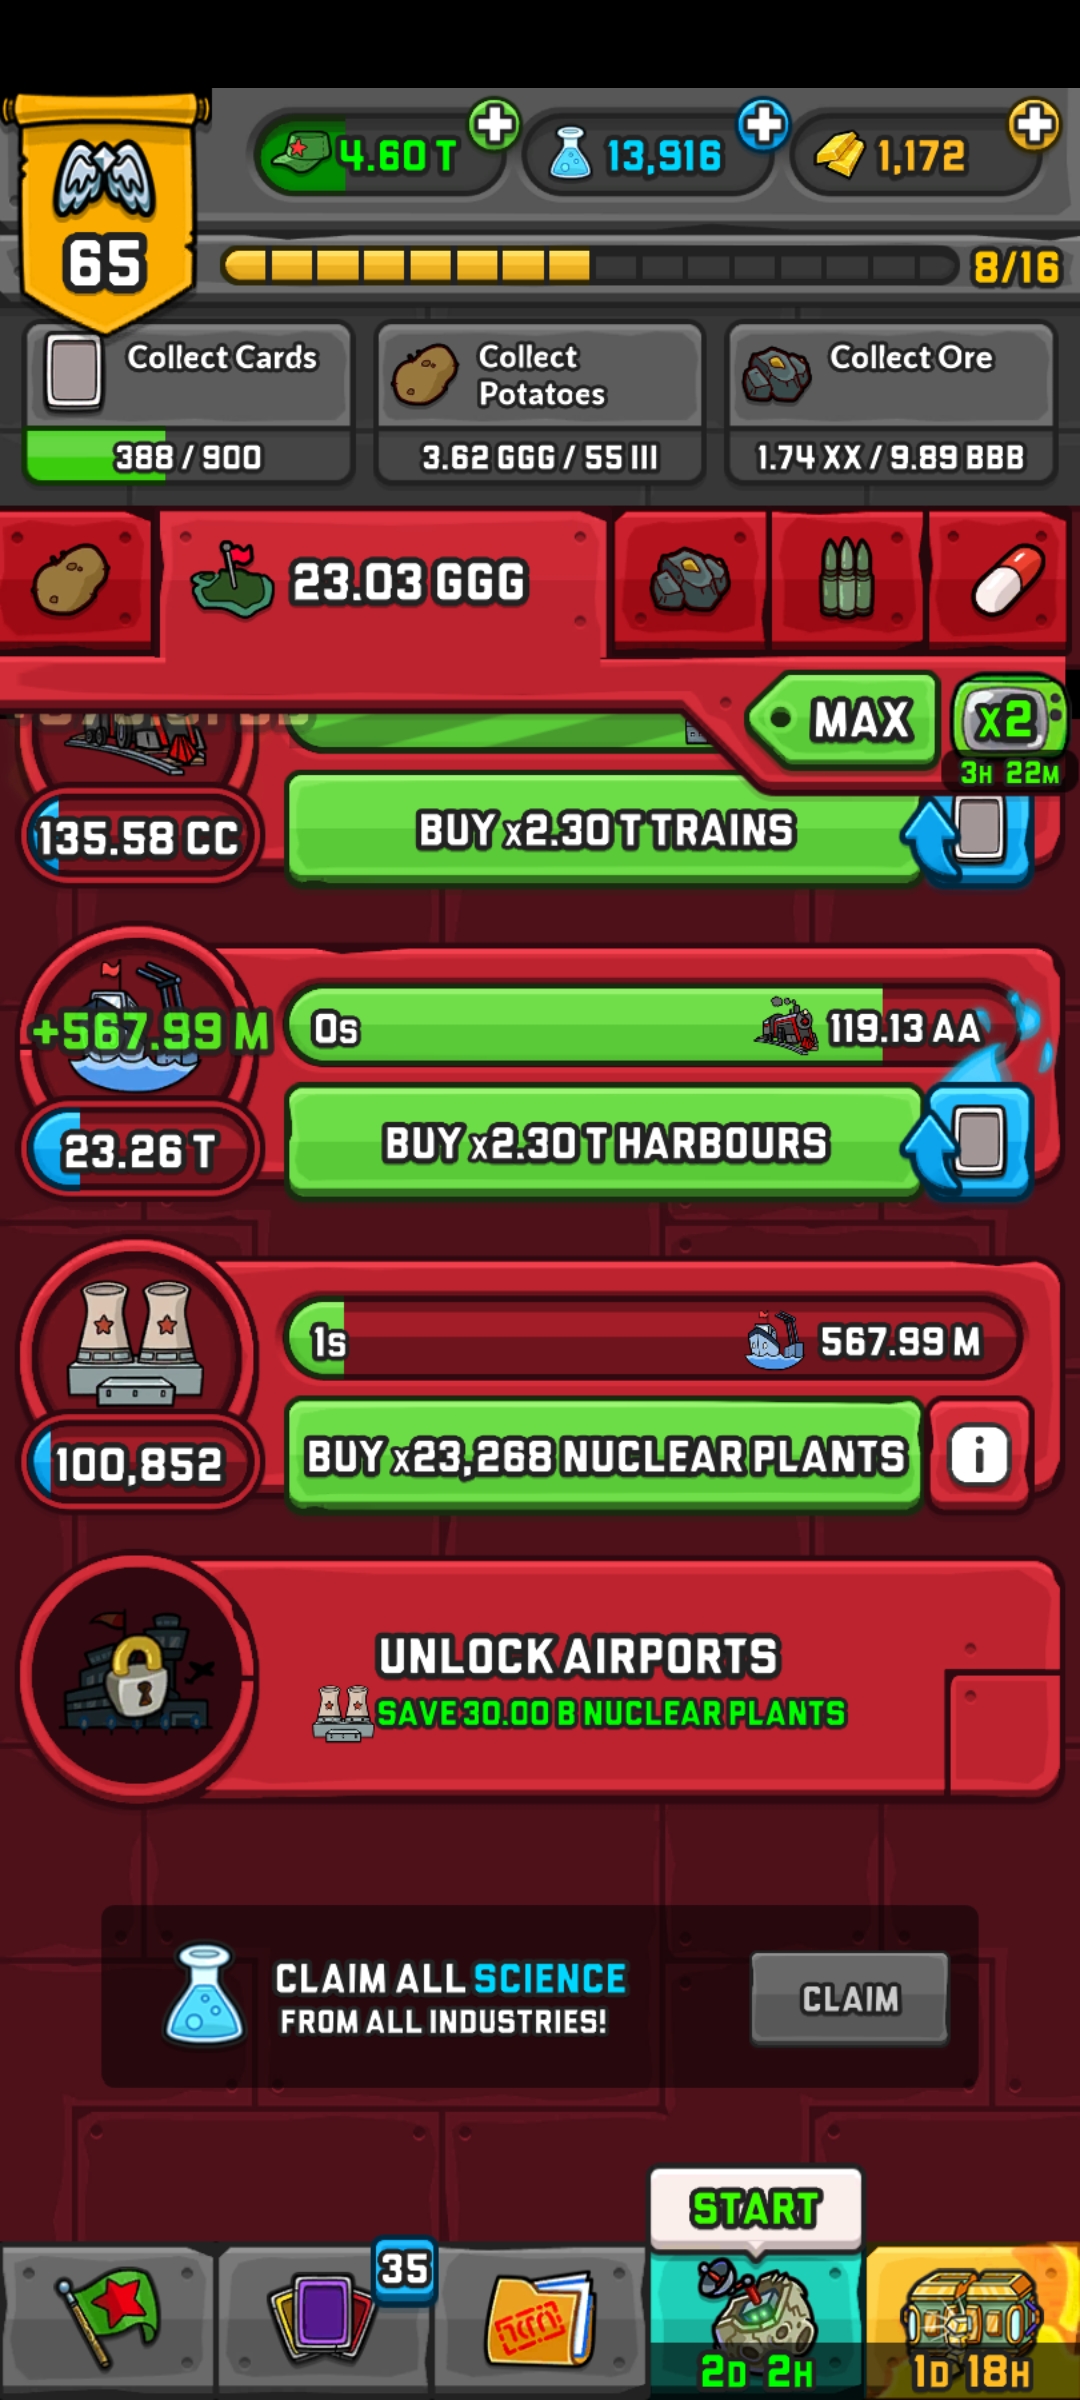 4.60 T
13,916
1,172
65
8/16
Collect Cards
388 / 900
Collect
Potatoes
3.62 GGG / 55 III
Collect Ore
1.74 XX / 9.89 BBB
23.03 GGG
MAX
x2
3H 22M
135.58 CC
BUY x2.30 T TRAINS
+567.99 M
0s
119.13 AA
23.26 T
BUY x2.30 T HARBOURS
1s
567.99 M
100,852
BUY x23,268 NUCLEAR PLANTS
i
UNLOCK AIRPORTS
SAVE 30.00 B NUCLEAR PLANTS
CLAIM ALL SCIENCE
FROM ALL INDUSTRIES!
CLAIM
START
35
2D 2H
1D 18H